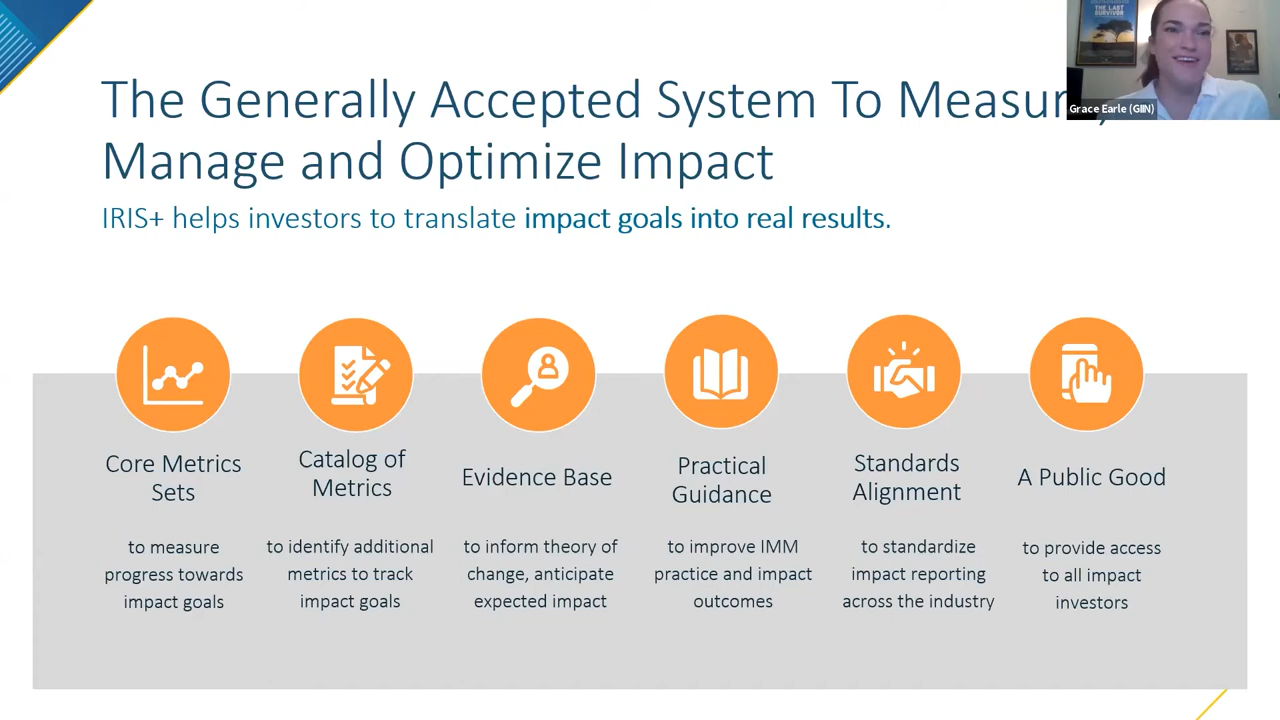 The Generally Accepted System To Measur
Manage and Optimize Impact
IRIS+ helps investors to translate impact goals into real results.
THE LAST
SURVIVOR
Grace Earle (GIIN)
Core Metrics
Sets
to measure
progress towards
impact goals
Catalog of
Metrics
to identify additional
metrics to track
impact goals
Evidence Base
to inform theory of
change, anticipate
expected impact
Practical
Guidance
to improve IMM
practice and impact
outcomes
Standards
Alignment
to standardize
impact reporting
across the industry
A Public Good
to provide access
to all impact
investors